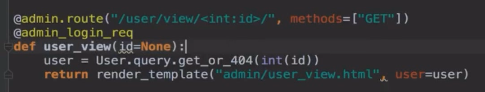 @admin.route("/user/view/<int:id>/", methods=["GET"])
@admin_login_req
def user_view(id=None):
    user = User.query.get_or_404(int(id))
    return render_template("admin/user_view.html", user=user)